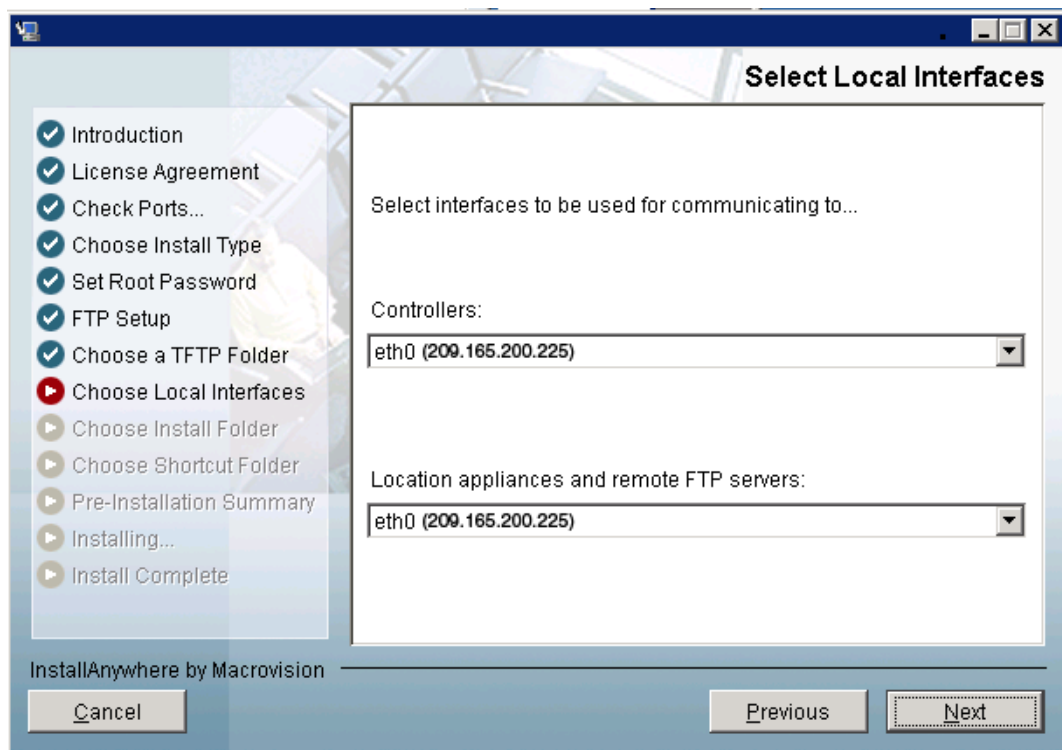 Select Local Interfaces
Introduction
License Agreement
Check Ports...
Choose Install Type
Set Root Password
FTP Setup
Choose a TFTP Folder
Choose Local Interfaces
Choose Install Folder
Choose Shortcut Folder
Pre-Installation Summary
Installing...
Install Complete
Select interfaces to be used for communicating to...
Controllers:
eth0 (209.165.200.225)
Location appliances and remote FTP servers:
eth0 (209.165.200.225)
InstallAnywhere by Macrovision
Cancel
Previous
Next